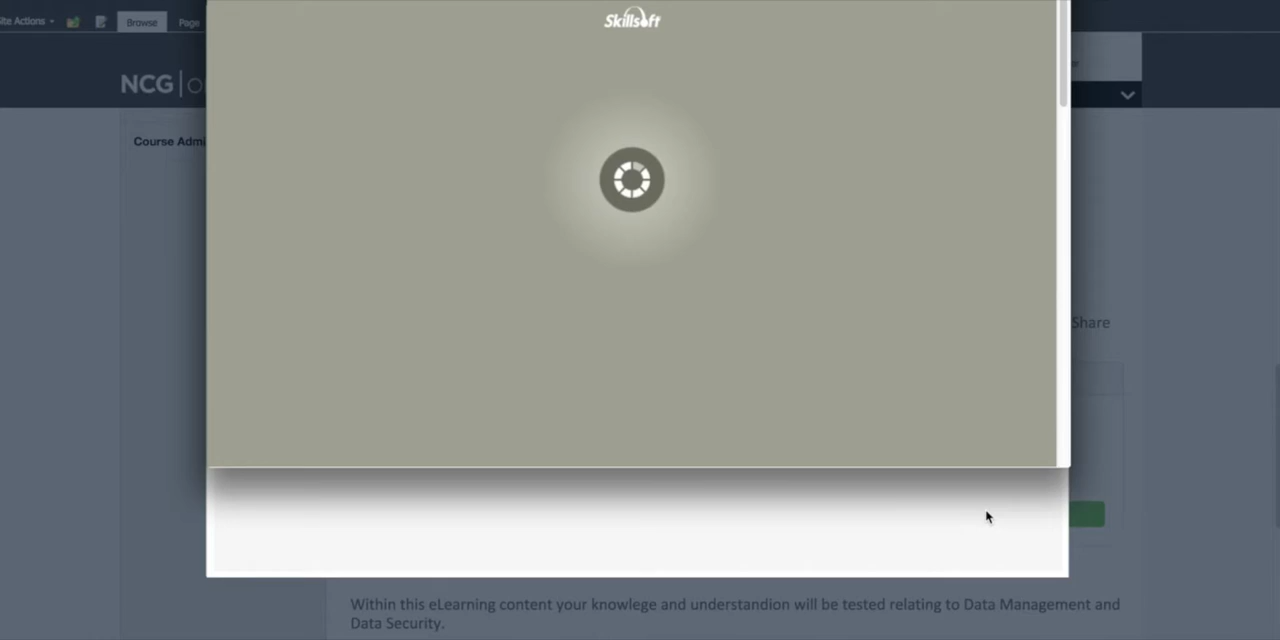 Site Actions
Browse
Page
Skillsoft
NCG
Course Admi
Share
Within this eLearning content your knowlege and understandion will be tested relating to Data Management and
Data Security.